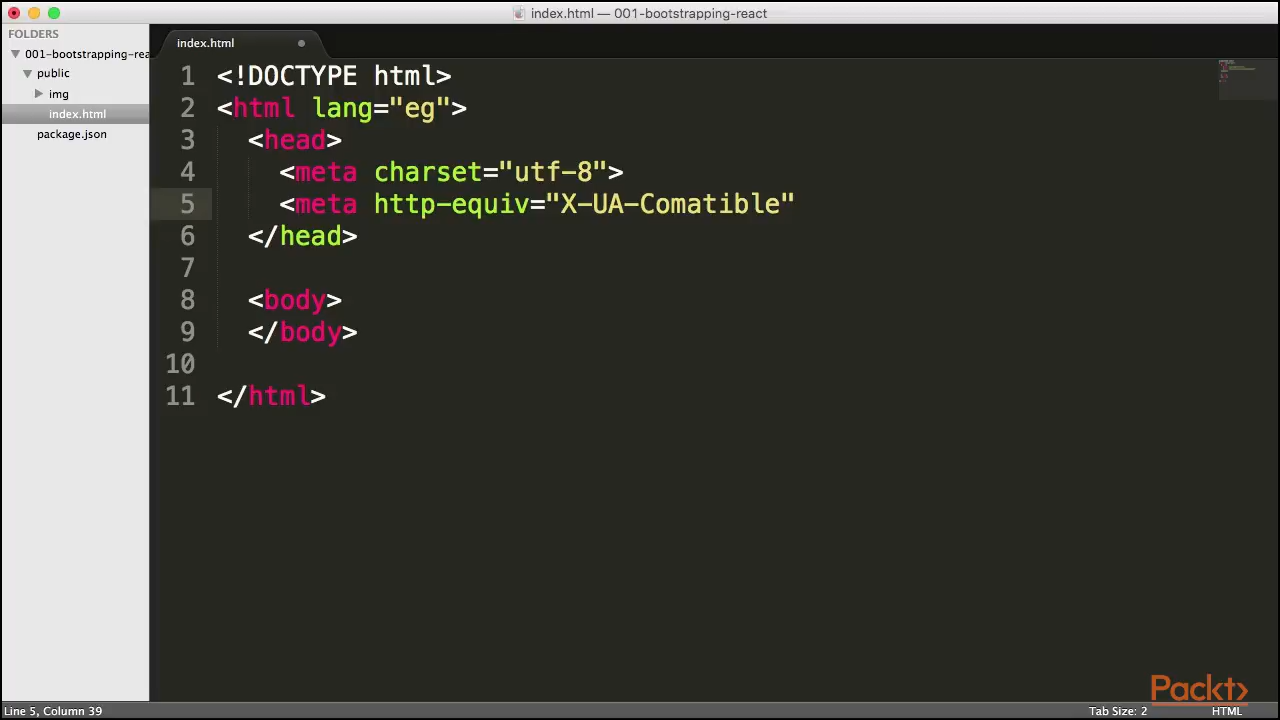 index.html — 001-bootstrapping-react
FOLDERS
001-bootstrapping-rea
public
img
index.html
package.json
index.html
1 <!DOCTYPE html>
2 <html lang="eg">
3 <head>
4 <meta charset="utf-8">
5 <meta http-equiv="X-UA-Comatible"
6 </head>
7
8 <body>
9 </body>
10
11 </html>
Packt>
Line 5, Column 39
Tab Size: 2
HTML